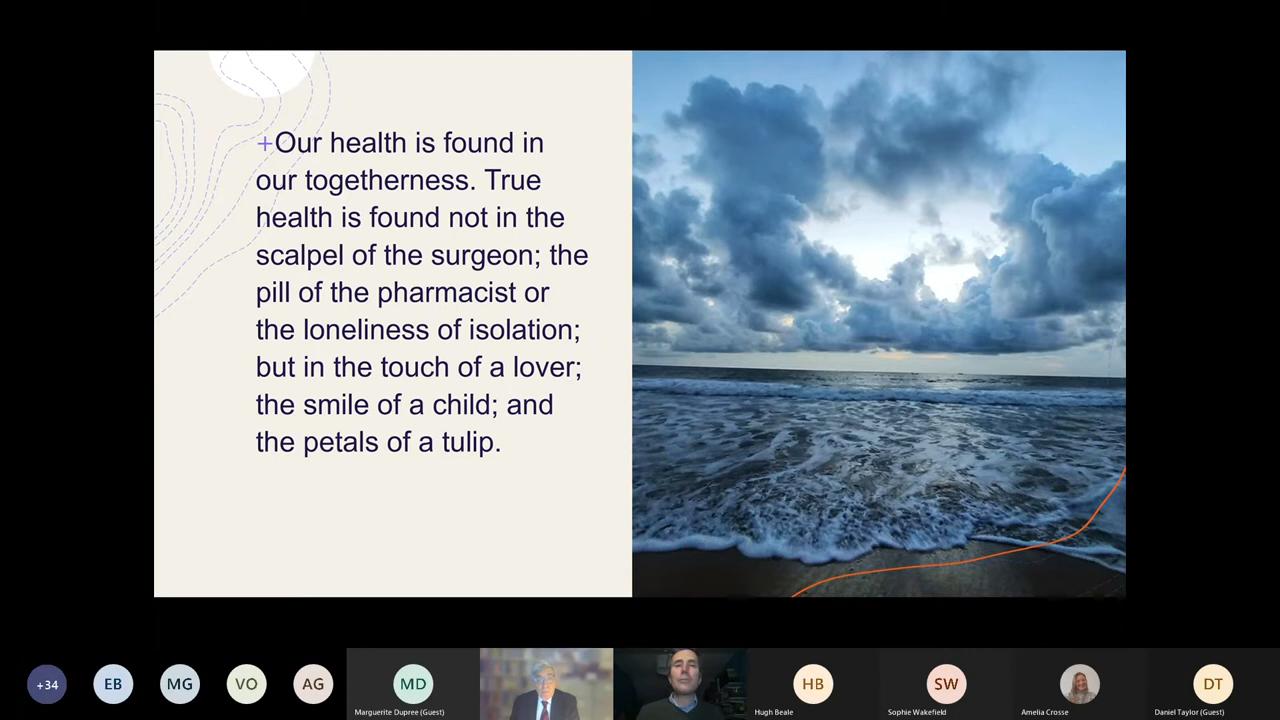 +Our health is found in
our togetherness. True
health is found not in the
scalpel of the surgeon; the
pill of the pharmacist or
the loneliness of isolation;
but in the touch of a lover;
the smile of a child; and
the petals of a tulip.
+34
EB
MG
VO
AG
MD
Marguerite Dupree (Guest)
HB
Hugh Beale
SW
Sophie Wakefield
Amelia Crosse
DT
Daniel Taylor (Guest)